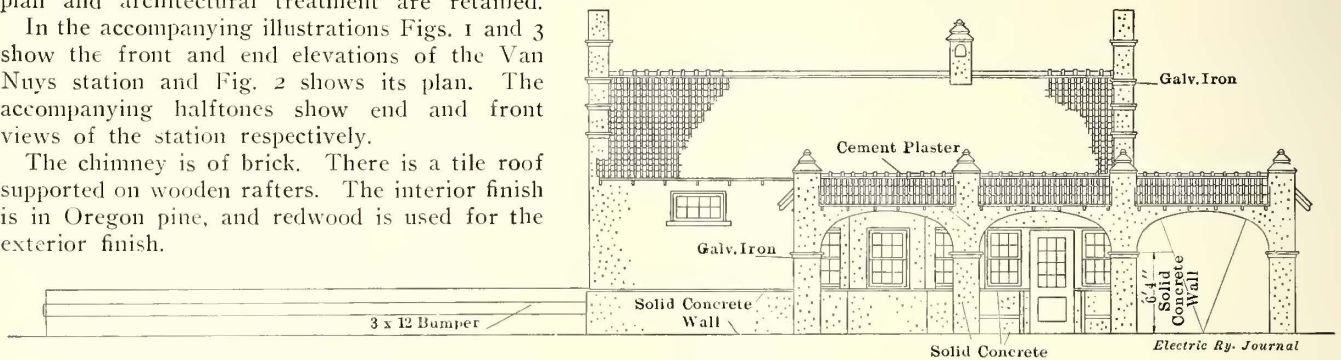 plan and architectural treatment are retained.
In the accompanying illustrations Figs. 1 and 3
show the front and end elevations of the Van
Nuys station and Fig. 2 shows its plan. The
accompanying halftones show end and front
views of the station respectively.
The chimney is of brick. There is a tile roof
supported on wooden rafters. The interior finish
is in Oregon pine, and redwood is used for the
exterior finish.
Galv. Iron
Cement Plaster
Galv. Iron
6'4"
Solid
Concrete
Wall
Solid Concrete
Wall
3 x 12 Bumper
Solid Concrete
Electric Ry. Journal